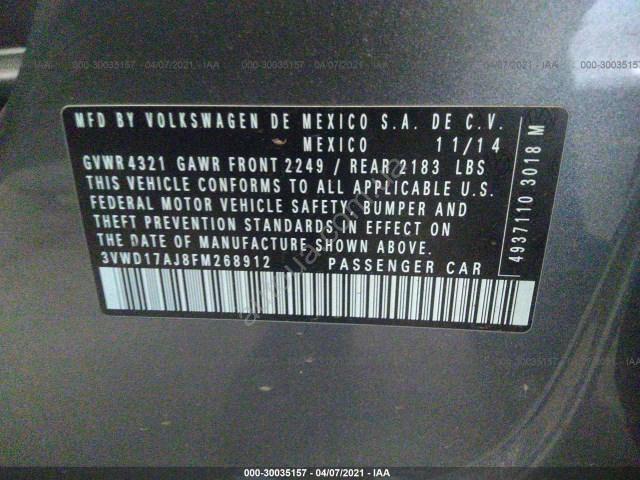 000-30035157 - 04/07/2021 - IAA
MFD BY VOLKSWAGEN DE MEXICO S.A. DE C.V.
MEXICO 11/14
GVWR 4321 GAWR FRONT 2249 / REAR 2183 LBS
THIS VEHICLE CONFORMS TO ALL APPLICABLE U.S.
FEDERAL MOTOR VEHICLE SAFETY, BUMPER AND
THEFT PREVENTION STANDARDS IN EFFECT ON
THE DATE OF MANUFACTURE SHOWN ABOVE.
3VWD17AJ8FM268912 PASSENGER CAR
4937110 3018 M
000-30035157 - 04/07/2021 - IAA